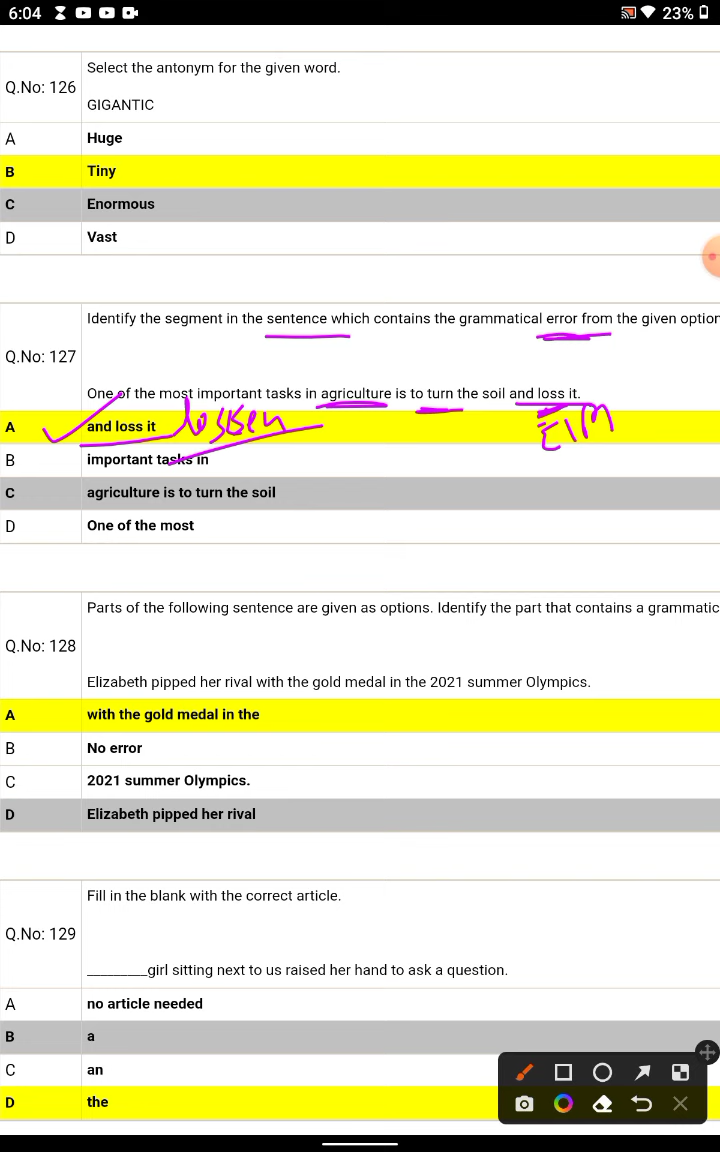 6:04
23%
Q.No: 126
Select the antonym for the given word.
GIGANTIC
A Huge
B Tiny
C Enormous
D Vast
Q.No: 127
Identify the segment in the sentence which contains the grammatical error from the given option
One of the most important tasks in agriculture is to turn the soil and loss it.
A and loss it
B important tasks in
C agriculture is to turn the soil
D One of the most
Q.No: 128
Parts of the following sentence are given as options. Identify the part that contains a grammatic
Elizabeth pipped her rival with the gold medal in the 2021 summer Olympics.
A with the gold medal in the
B No error
C 2021 summer Olympics.
D Elizabeth pipped her rival
Q.No: 129
Fill in the blank with the correct article.
_________girl sitting next to us raised her hand to ask a question.
A no article needed
B a
C an
D the